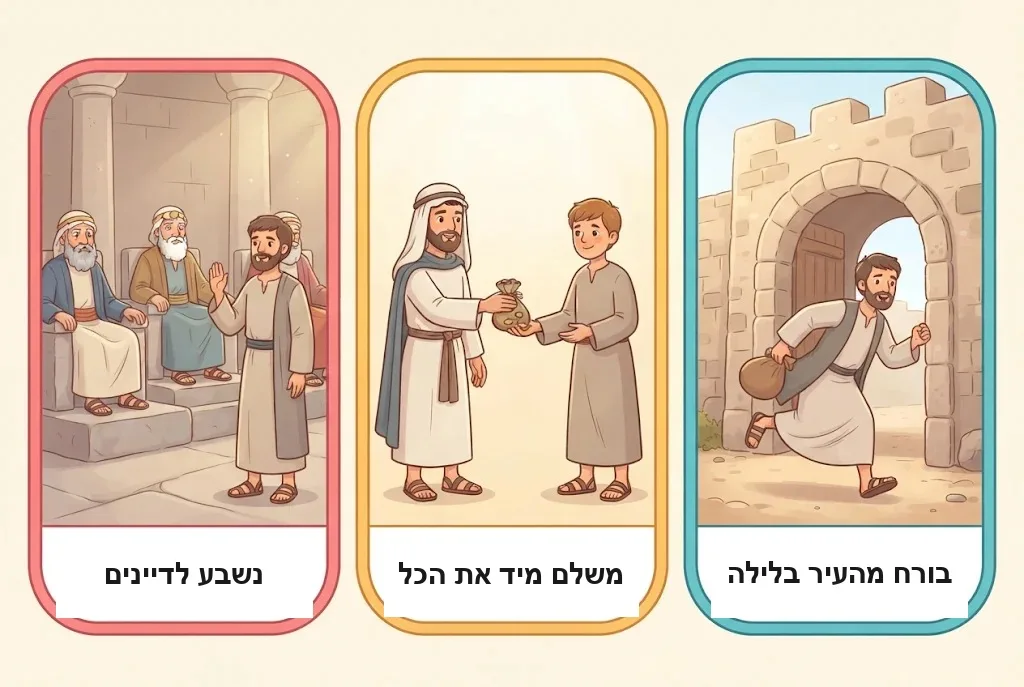 בורח מהעיר בלילה
משלם מיד את הכל
נשבע לדיינים